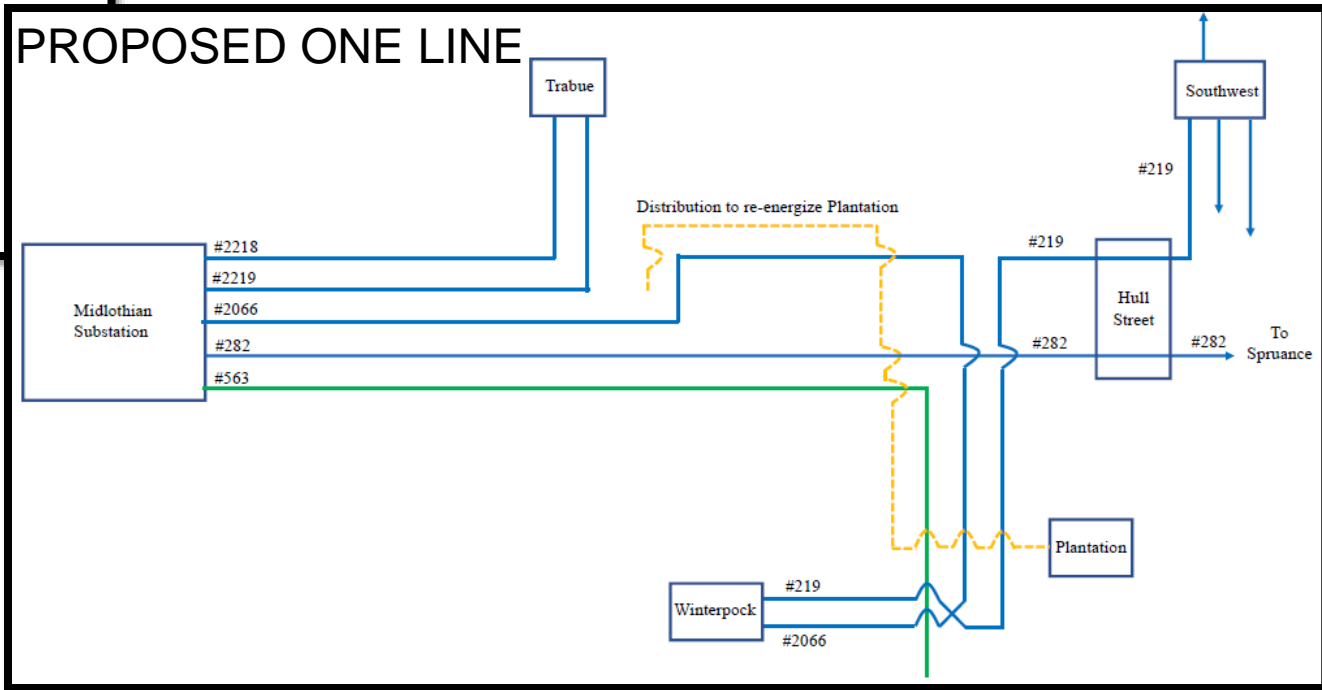 PROPOSED ONE LINE
Trabue
Southwest
#219
Distribution to re-energize Plantation
#2218
#219
#2219
Midlothian
Substation
#2066
Hull
Street
#282
#282
#282
To
Spruance
#563
Plantation
#219
Winterpock
#2066